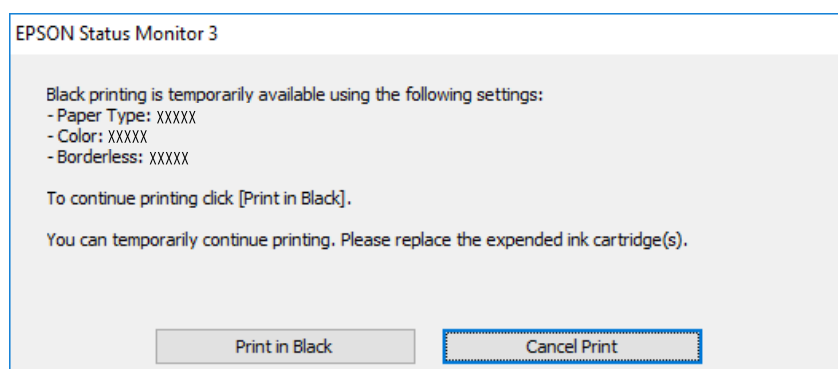 EPSON Status Monitor 3
Black printing is temporarily available using the following settings:
- Paper Type: XXXXX
- Color: XXXXX
- Borderless: XXXXX
To continue printing click [Print in Black].
You can temporarily continue printing. Please replace the expended ink cartridge(s).
Print in Black
Cancel Print